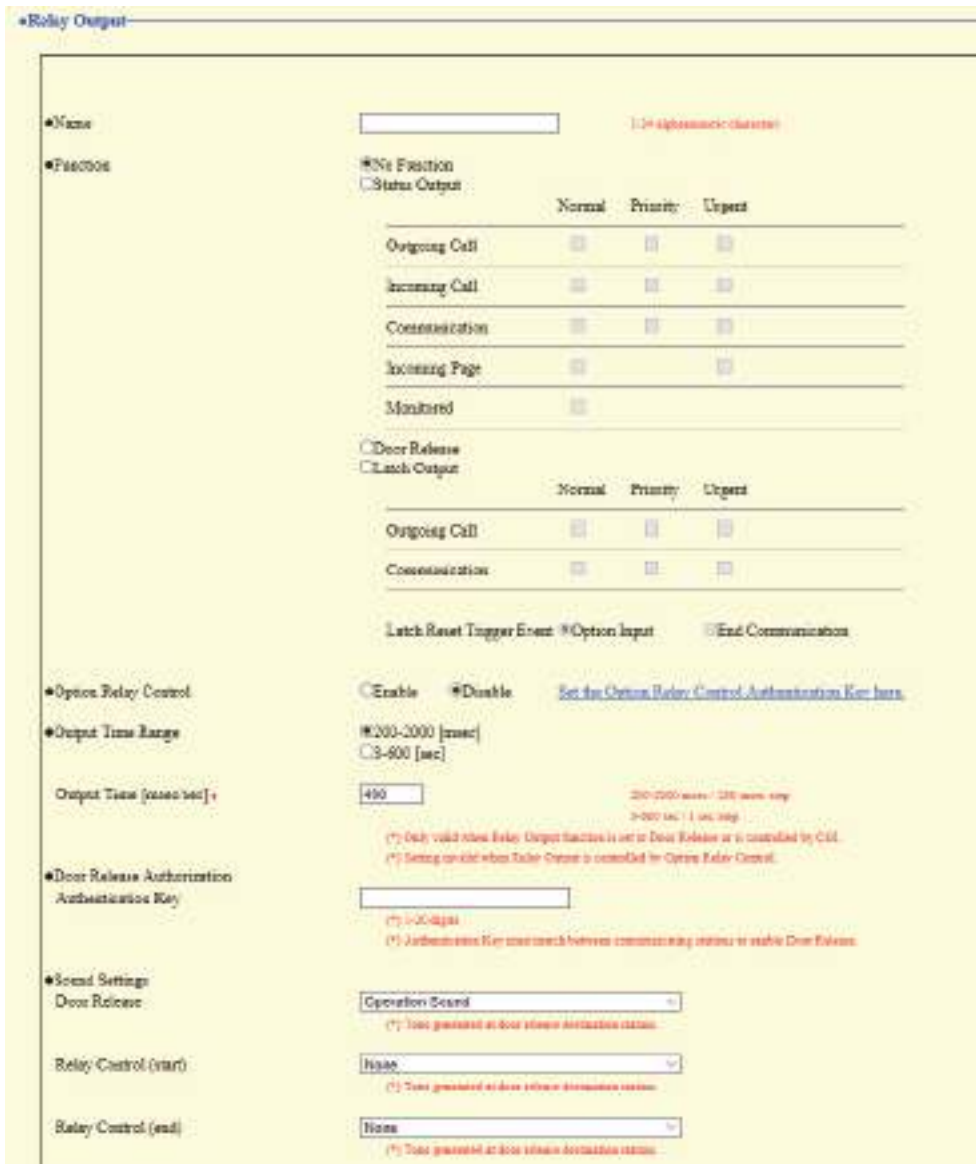 Relay Output
Name
1-24 alphanumeric character
Function
No Function
Status Output
Normal Priority Urgent
Outgoing Call
Incoming Call
Communication
Incoming Page
Monitored
Door Release
Latch Output
Normal Priority Urgent
Outgoing Call
Communication
Latch Reset Trigger Event Option Input End Communication
Option Relay Control Enable Disable Set the Option Relay Control Authentication Key here.
Output Time Range 200-2000 [msec]
3-600 [sec]
Output Time [msec/sec] 400 200-2000 msec / 200 msec step
3-600 sec / 1 sec step
(*) Only valid when Relay Output function is set to Door Release or is controlled by CGI.
(*) Setting invalid when Relay Output is controlled by Option Relay Control.
Door Release Authorization
Authentication Key
(*) 1-20 digits
(*) Authentication Key must match between communicating stations to enable Door Release.
Sound Settings
Door Release Operation Sound
(*) Tone generated at door release destination station.
Relay Control (start) None
(*) Tone generated at door release destination station.
Relay Control (end) None
(*) Tone generated at door release destination station.